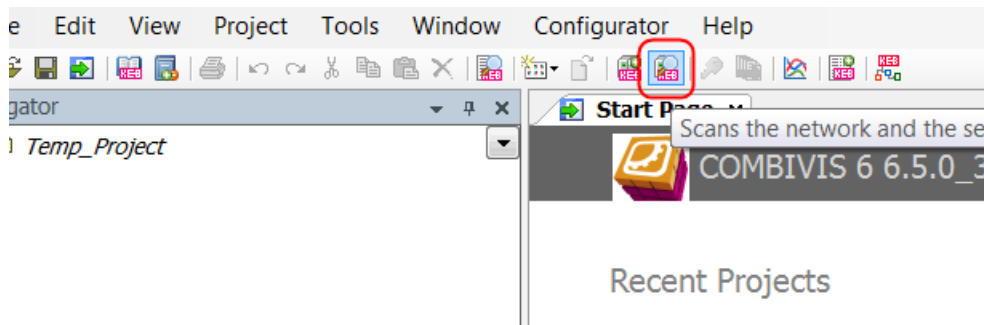 e Edit View Project Tools Window Configurator Help
gator
Start Page
Temp_Project
Scans the network and the se
COMBIVIS 6 6.5.0_3
Recent Projects